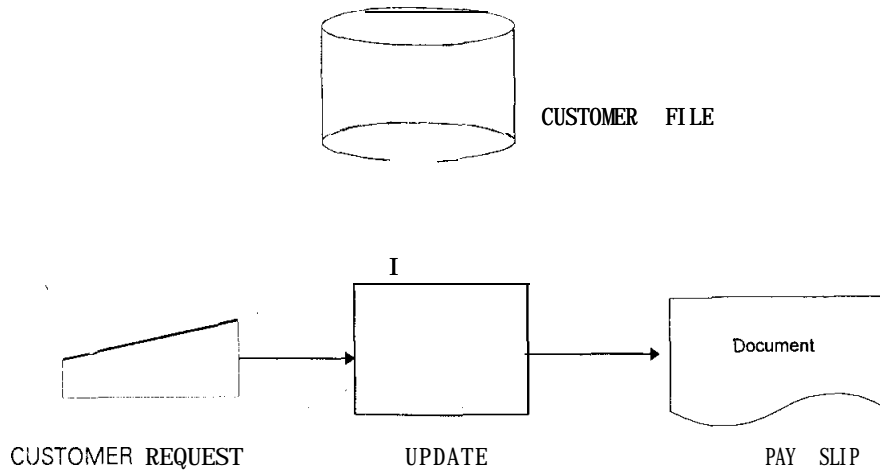 CUSTOMER FILE
I
Document
CUSTOMER REQUEST
UPDATE
PAY SLIP